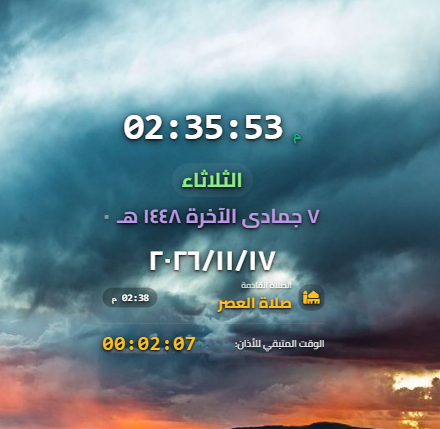 02:35:53 م
الثلاثاء
٧ جمادى الآخرة ١٤٤٨ هـ
٢٠٢٦/١١/١٧
الصلاة القادمة
صلاة العصر
02:38 م
الوقت المتبقي للأذان:
00:02:07